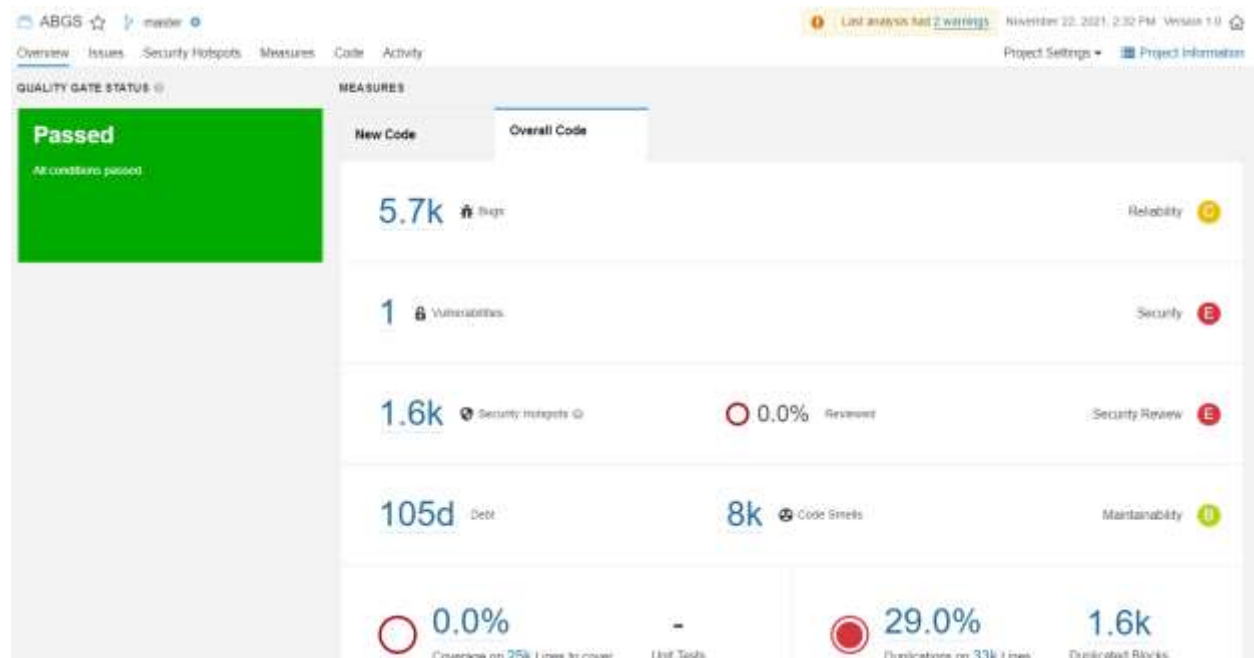 ABGS master
Last analysis had 2 warnings November 22, 2021, 2:32 PM Version 1.0
Overview Issues Security Hotspots Measures Code Activity
Project Settings Project Information
QUALITY GATE STATUS
MEASURES
Passed
All conditions passed
New Code
Overall Code
5.7k Bugs Reliability C
1 Vulnerabilities Security E
1.6k Security Hotspots 0.0% Reviewed Security Review E
105d Debt 8k Code Smells Maintainability B
0.0% - 29.0% 1.6k
Coverage on 25k Lines to cover Unit Tests Duplications on 33k Lines Duplicated Blocks